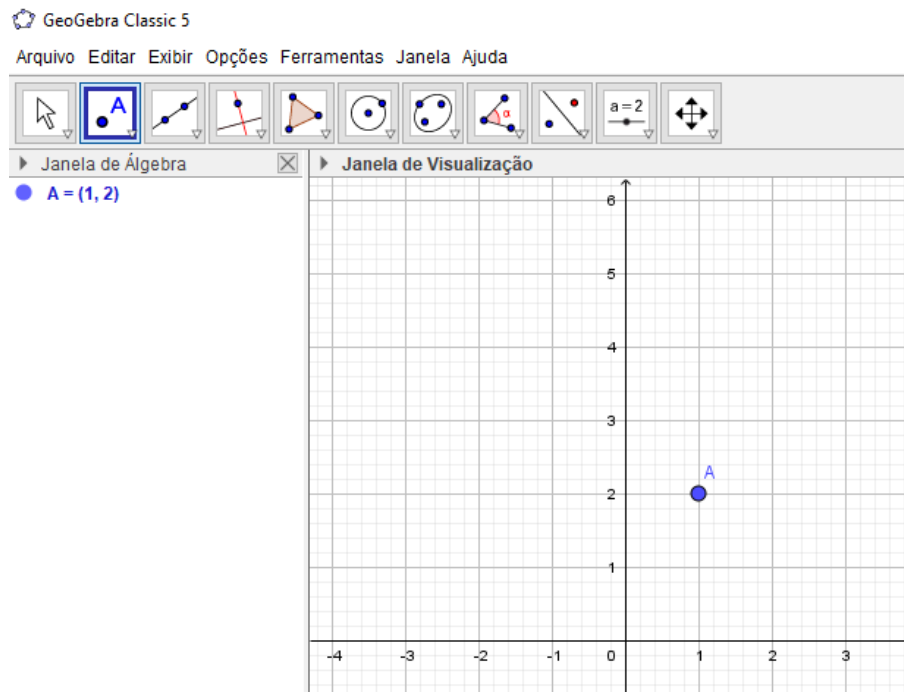 GeoGebra Classic 5
Arquivo Editar Exibir Opções Ferramentas Janela Ajuda
A α a=2
Janela de Álgebra
Janela de Visualização
A = (1, 2)
6
5
4
3
A
2
1
-4 -3 -2 -1 0 1 2 3